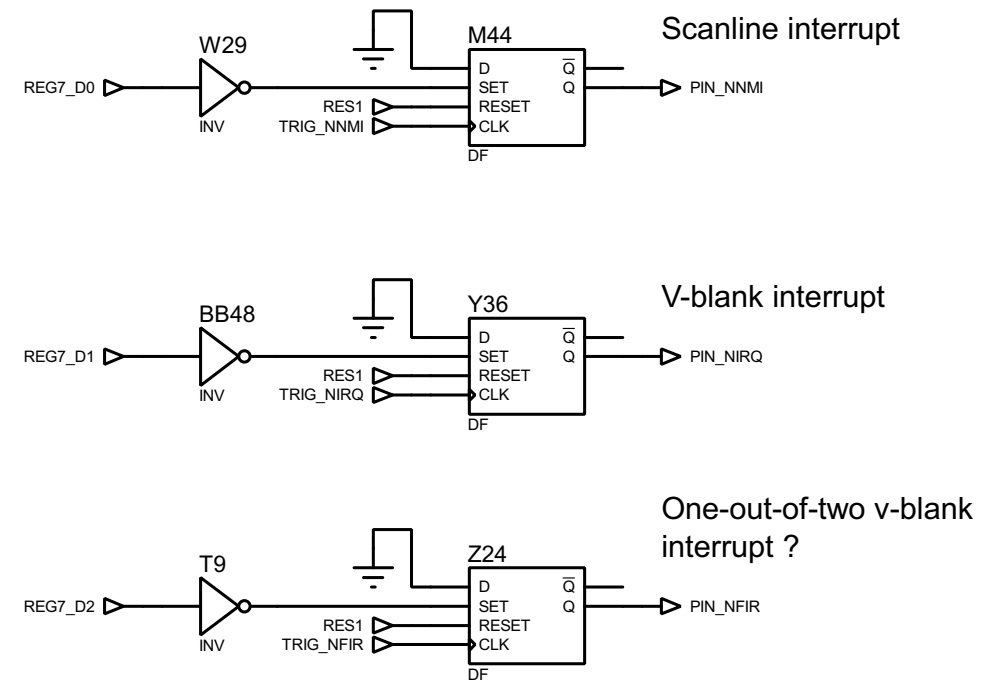 Scanline interrupt
M44
W29
D Q
REG7_D0 SET Q PIN_NNMI
RES1 RESET
INV TRIG_NNMI CLK
DF
V-blank interrupt
Y36
BB48
D Q
REG7_D1 SET Q PIN_NIRQ
RES1 RESET
INV TRIG_NIRQ CLK
DF
One-out-of-two v-blank
interrupt ?
Z24
T9
D Q
REG7_D2 SET Q PIN_NFIR
RES1 RESET
INV TRIG_NFIR CLK
DF